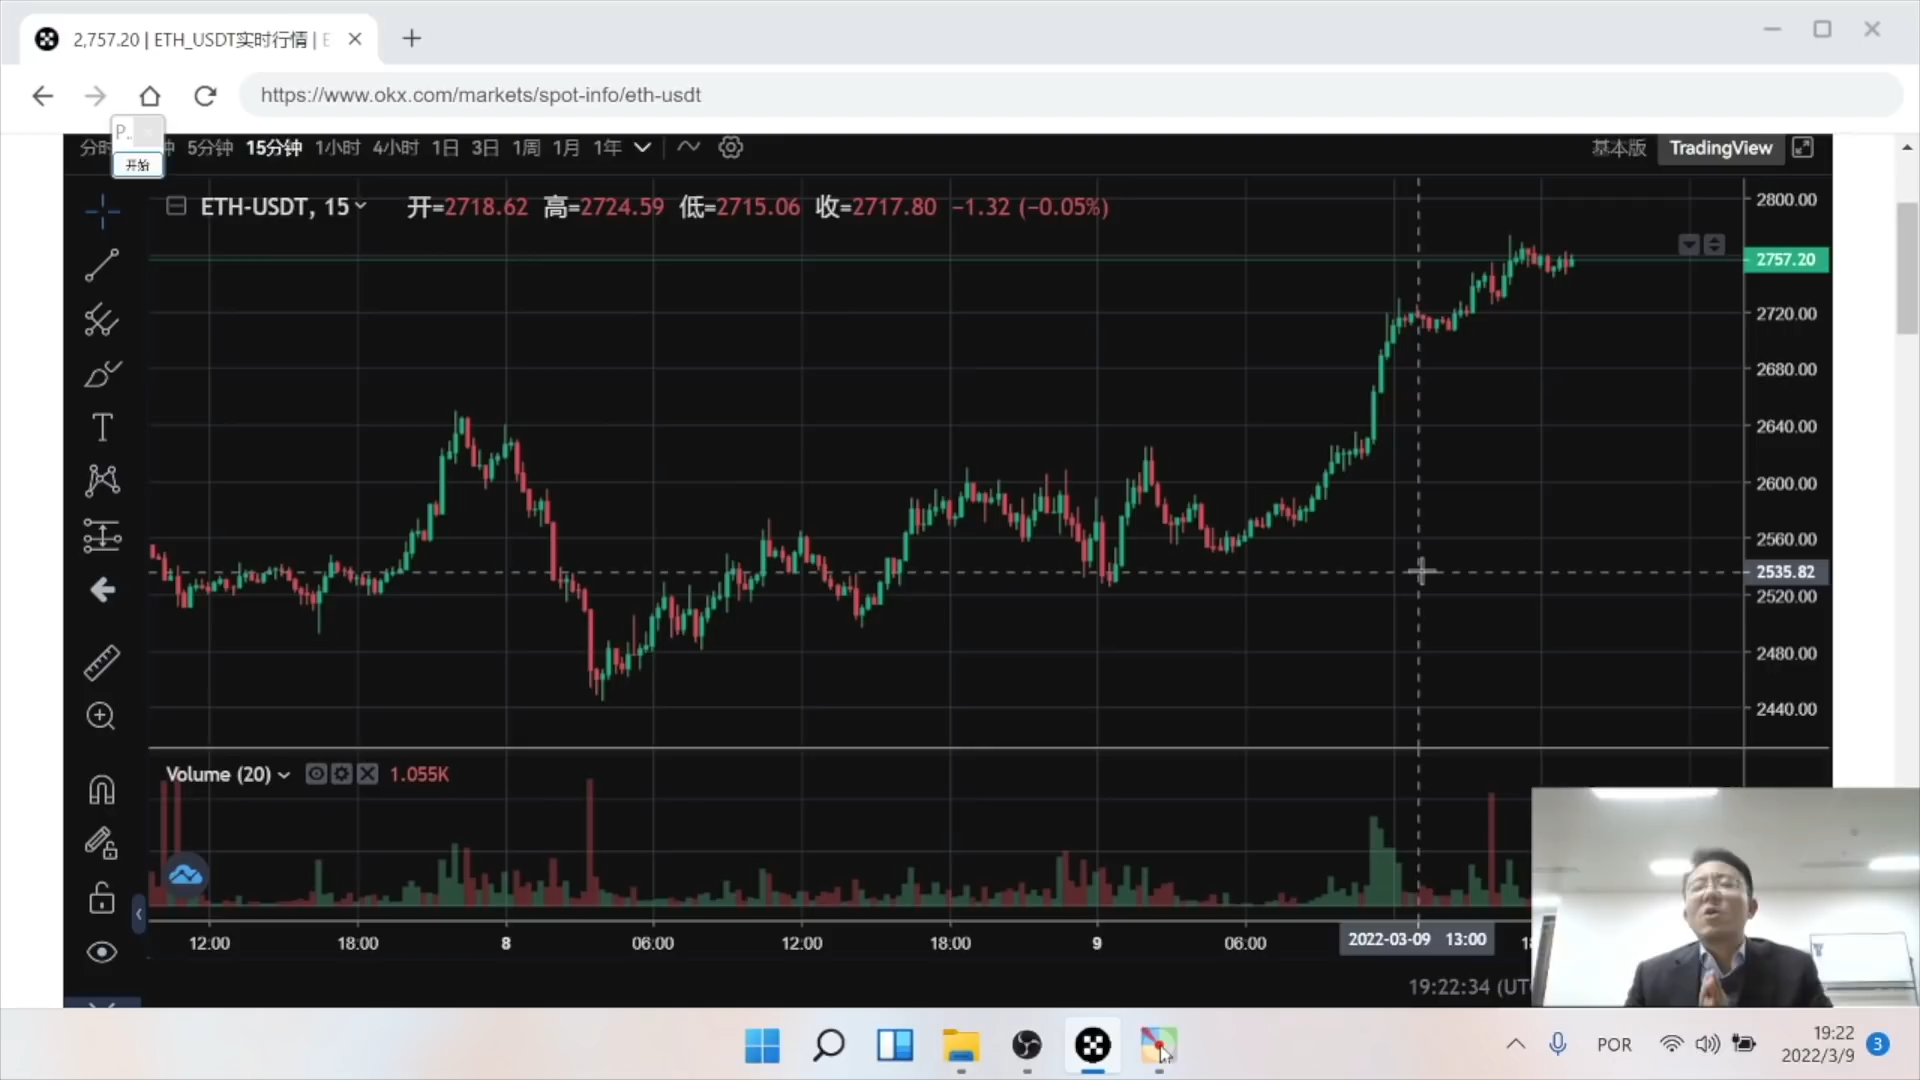 2,757.20 | ETH_USDT实时行情 | E
https://www.okx.com/markets/spot-info/eth-usdt
P..
开始
分时 钟 5分钟 15分钟 1小时 4小时 1日 3日 1周 1月 1年
基本版 TradingView
ETH-USDT, 15 开=2718.62 高=2724.59 低=2715.06 收=2717.80 −1.32 (−0.05%)
2800.00
2757.20
2720.00
2680.00
2640.00
2600.00
2560.00
2535.82
2520.00
2480.00
2440.00
Volume (20) 1.055K
12:00 18:00 8 06:00 12:00 18:00 9 06:00 2022-03-09 13:00 18
19:22:34 (UT
POR
19:22
2022/3/9
3